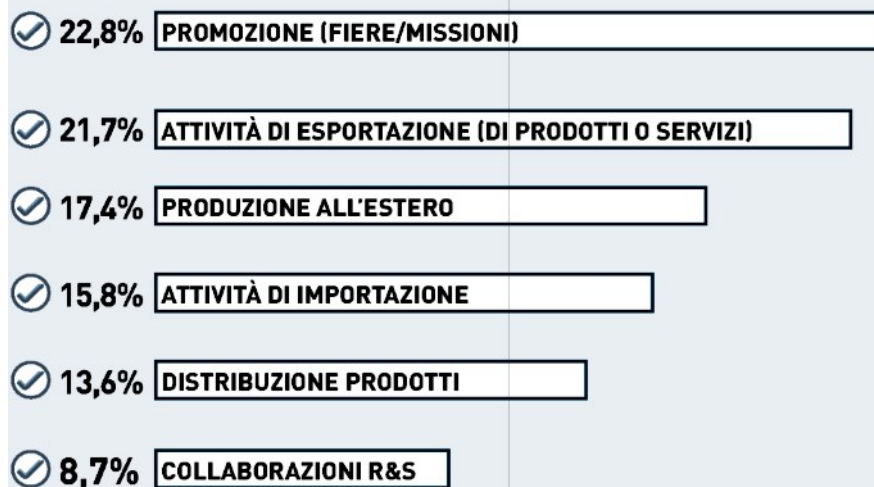 22,8% PROMOZIONE (FIERE/MISSIONI)
21,7% ATTIVITÀ DI ESPORTAZIONE (DI PRODOTTI O SERVIZI)
17,4% PRODUZIONE ALL'ESTERO
15,8% ATTIVITÀ DI IMPORTAZIONE
13,6% DISTRIBUZIONE PRODOTTI
8,7% COLLABORAZIONI R&S